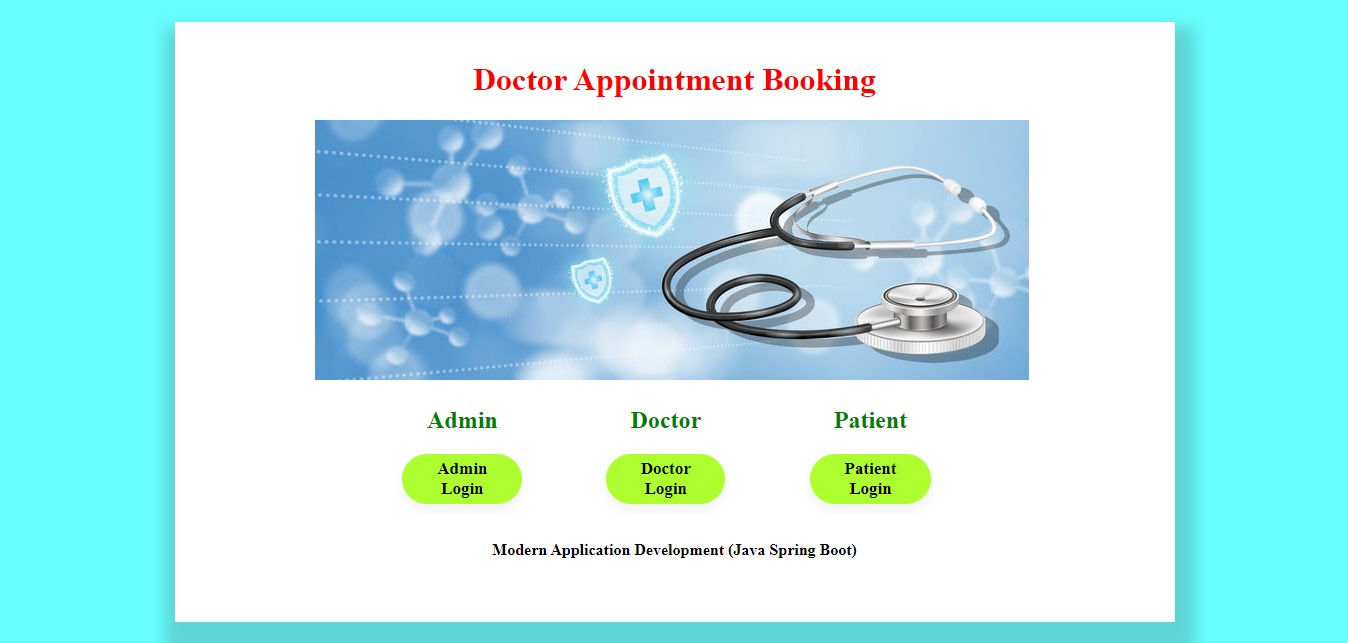 Doctor Appointment Booking
Admin
Doctor
Patient
Admin
Login
Doctor
Login
Patient
Login
Modern Application Development (Java Spring Boot)